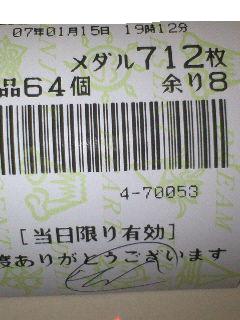 07年01月15日 19時12分
メダル712枚
品64個 余り8
4-70053
[当日限り有効]
度ありがとうございます